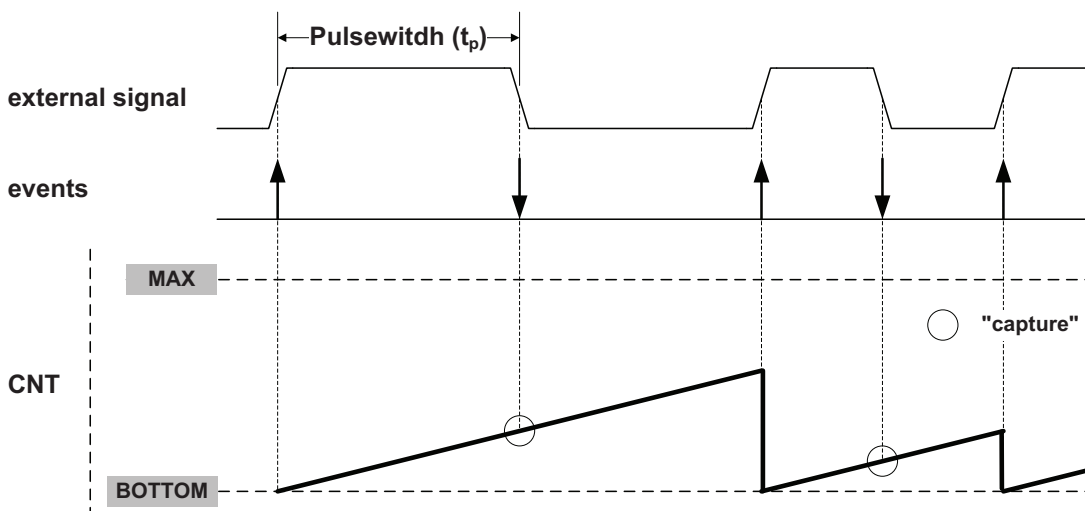 Pulsewitdh (tp)
external signal
events
MAX
"capture"
CNT
BOTTOM